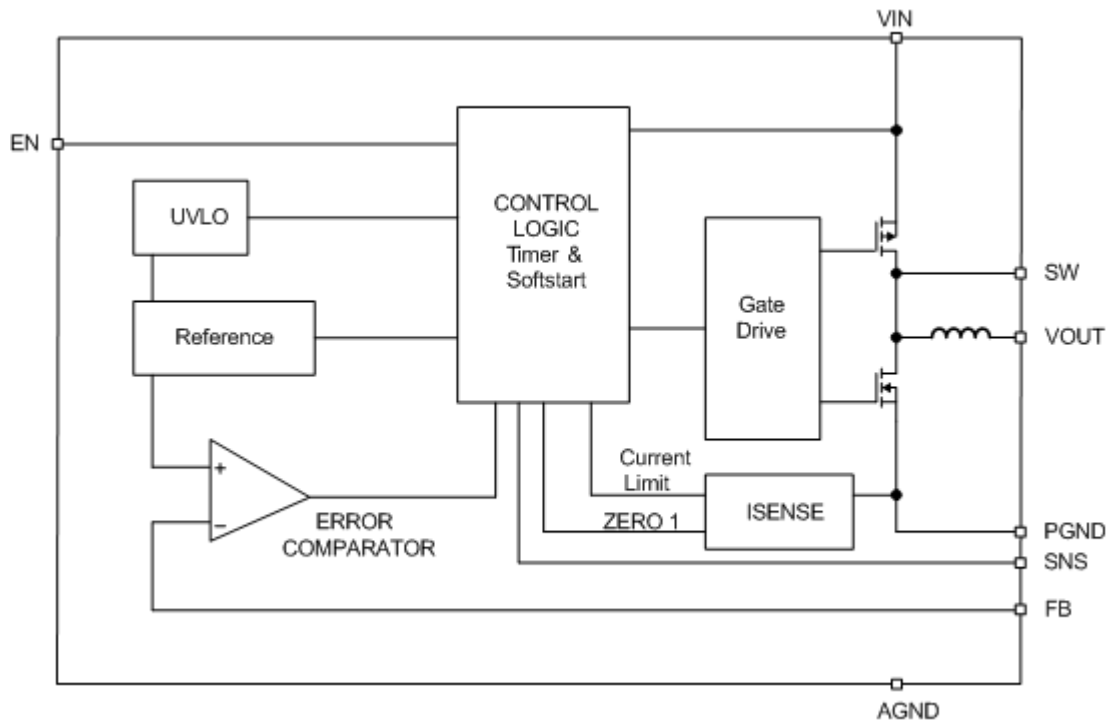 VIN
EN
CONTROL
LOGIC
Timer &
Softstart
UVLO
Reference
Gate
Drive
SW
VOUT
+
−
ERROR
COMPARATOR
Current
Limit
ZERO 1
ISENSE
PGND
SNS
FB
AGND